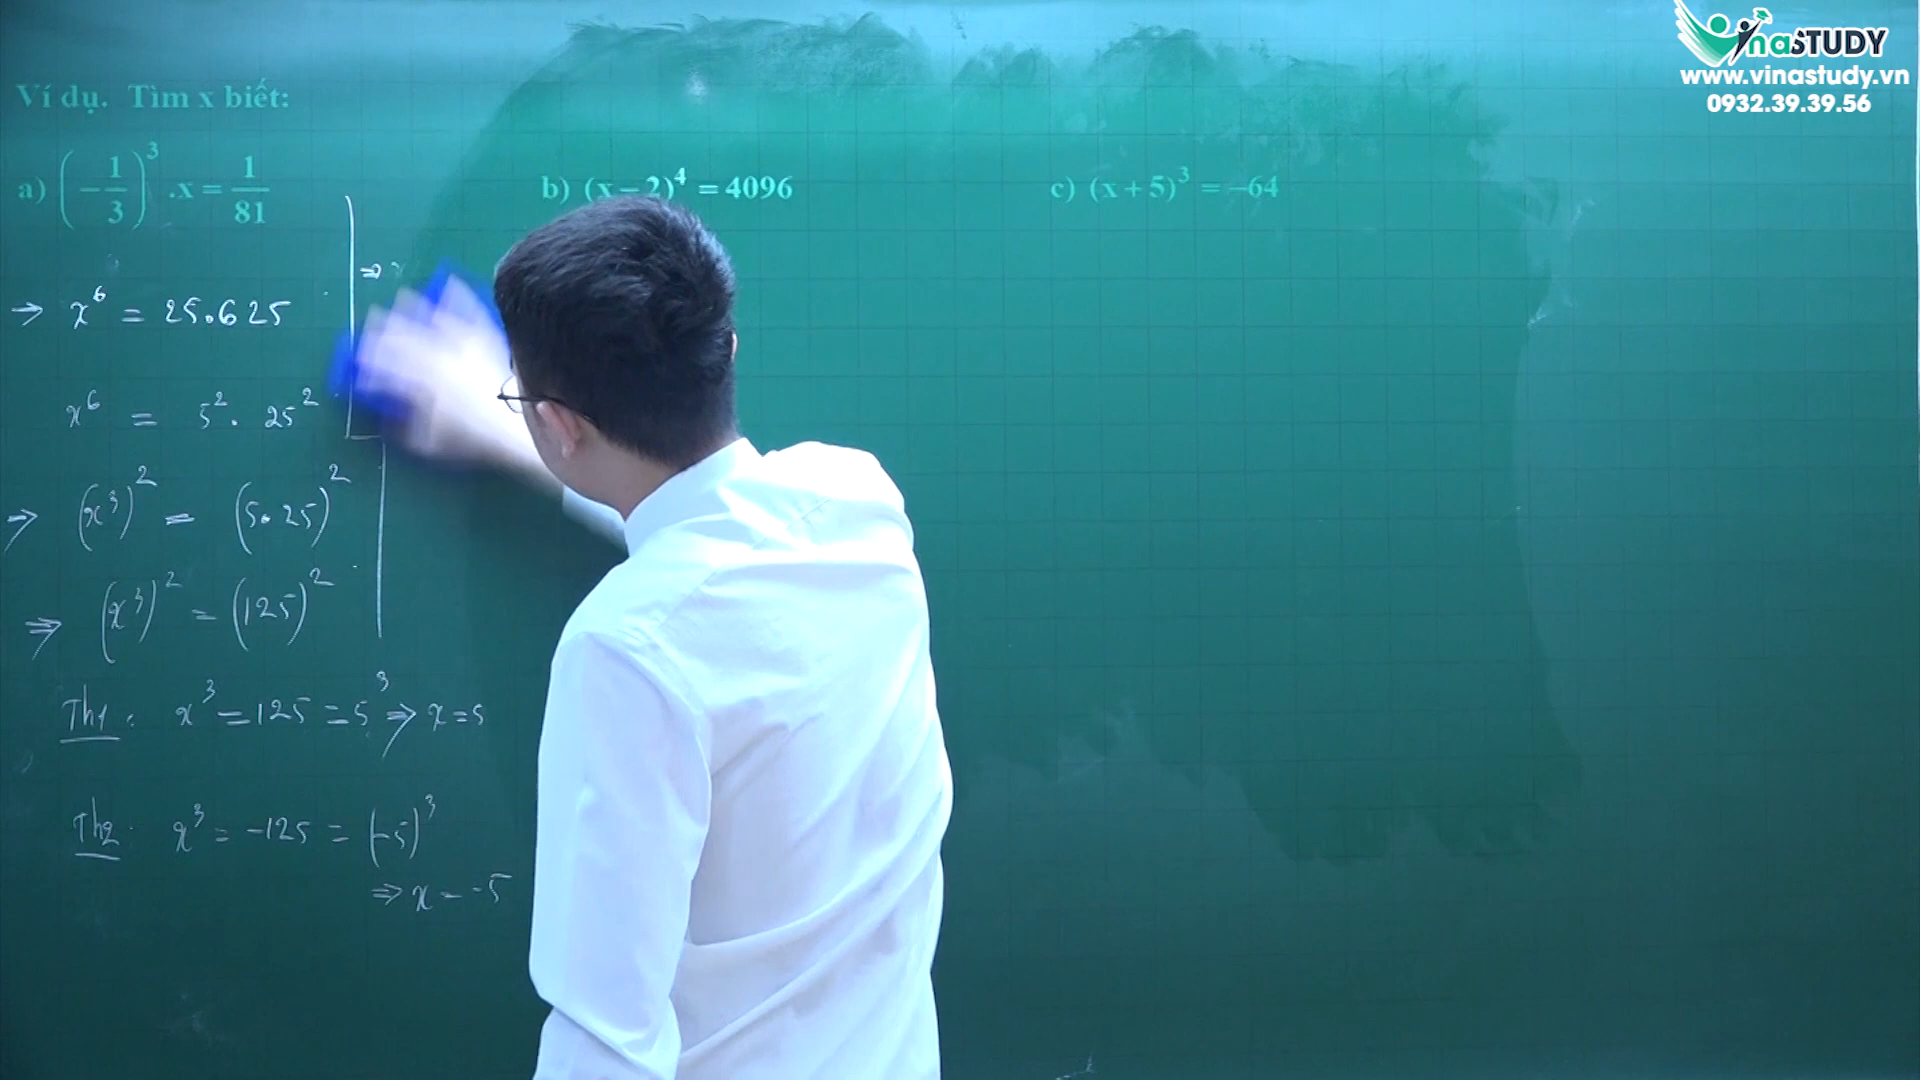 VinaSTUDY
www.vinastudy.vn
0932.39.39.56
Ví dụ. Tìm x biết:
a) (-1/3)³ .x = 1/81
b) (x-2)⁴ = 4096
c) (x+5)³ = -64
→ x⁶ = 25.625
x⁶ = 5² . 25²
⇒ (x³)² = (5.25)²
⇒ (x³)² = (125)²
Th1: x³ = 125 = 5³ ⇒ x = 5
Th2: x³ = -125 = (-5)³
⇒ x = -5